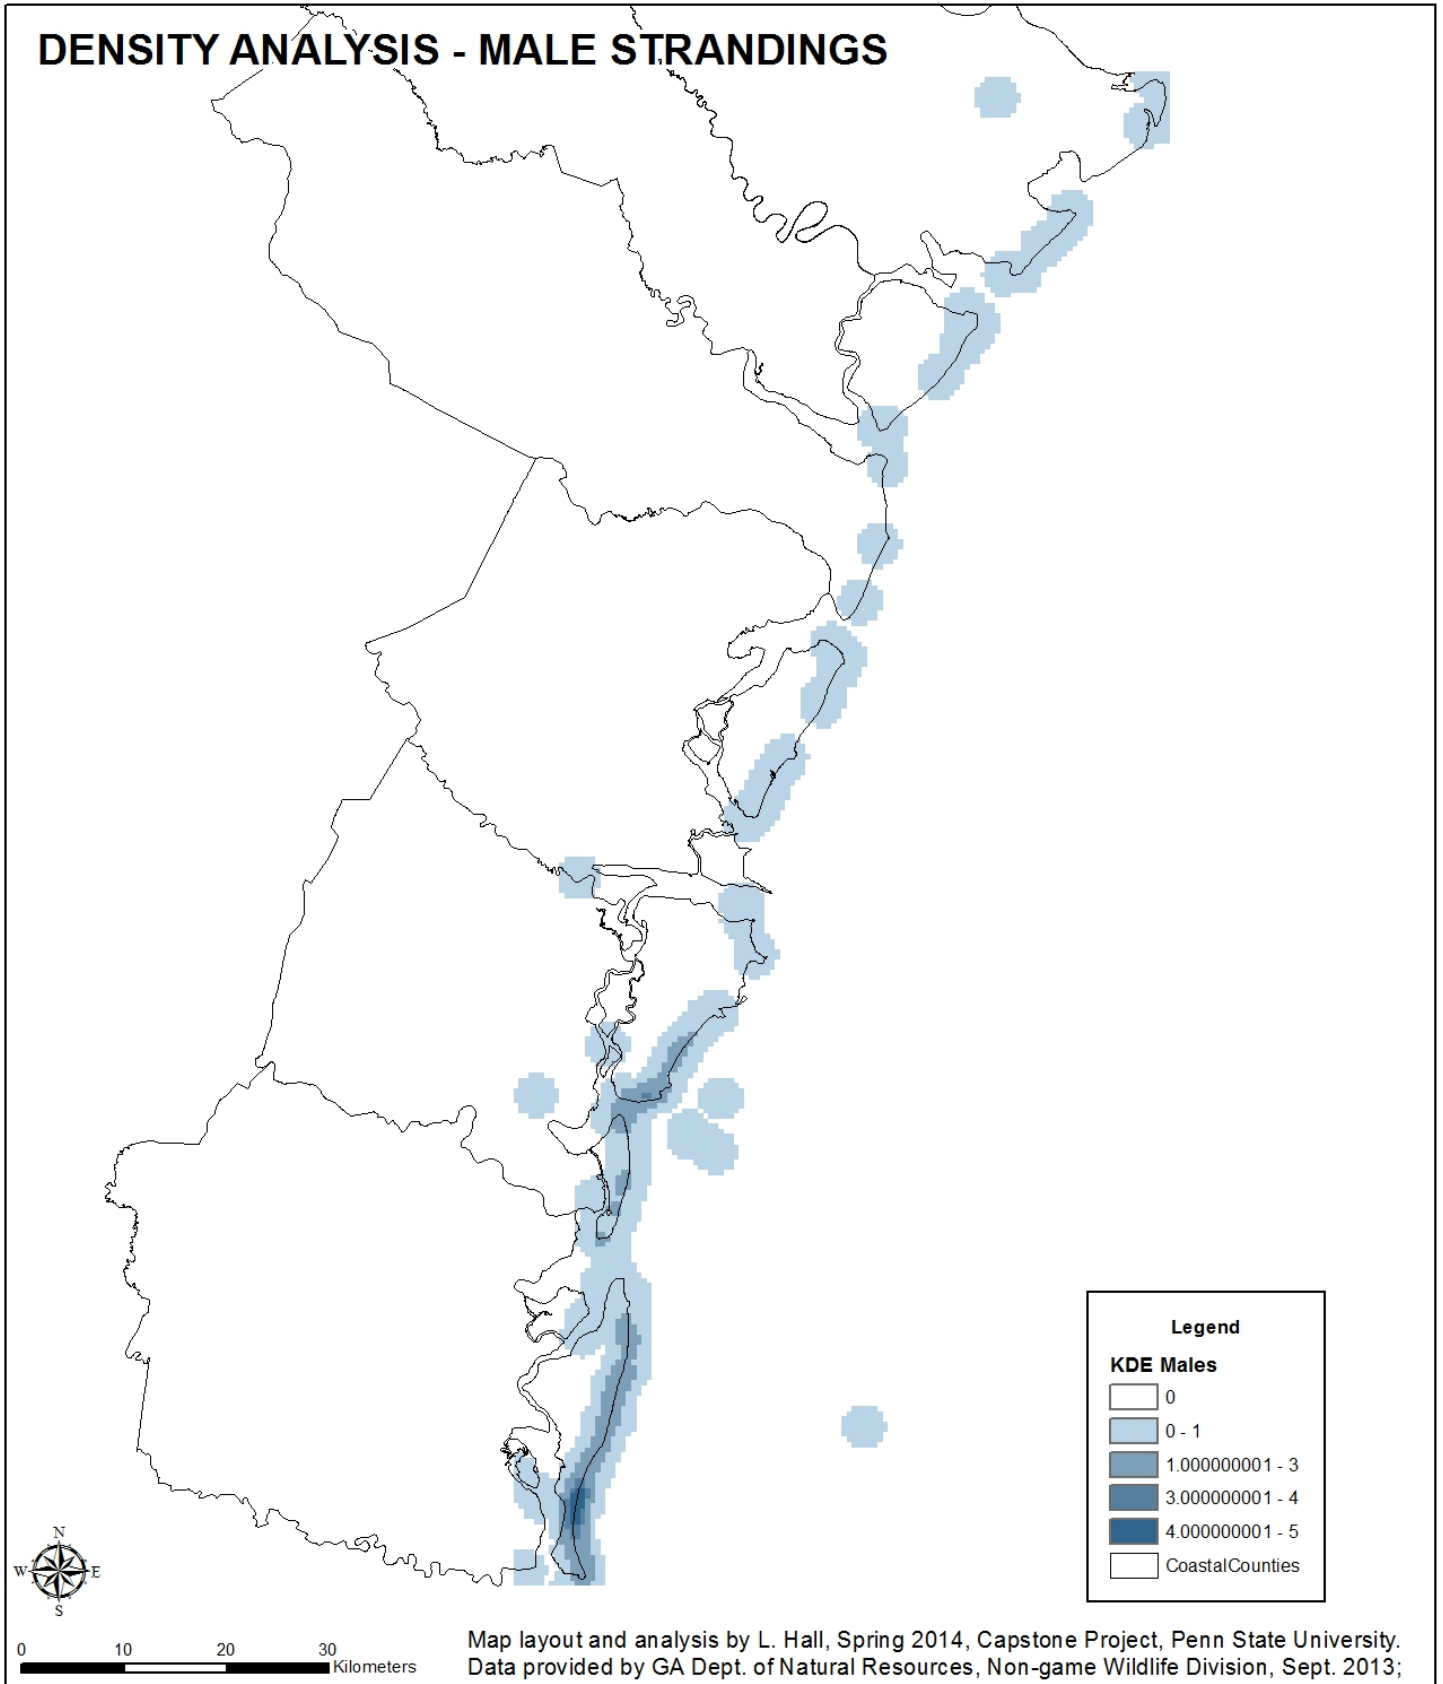 DENSITY ANALYSIS - MALE STRANDINGS
Legend
KDE Males
0
0 - 1
1.000000001 - 3
3.000000001 - 4
4.000000001 - 5
CoastalCounties
N
W E
S
0 10 20 30
Kilometers
Map layout and analysis by L. Hall, Spring 2014, Capstone Project, Penn State University.
Data provided by GA Dept. of Natural Resources, Non-game Wildlife Division, Sept. 2013;